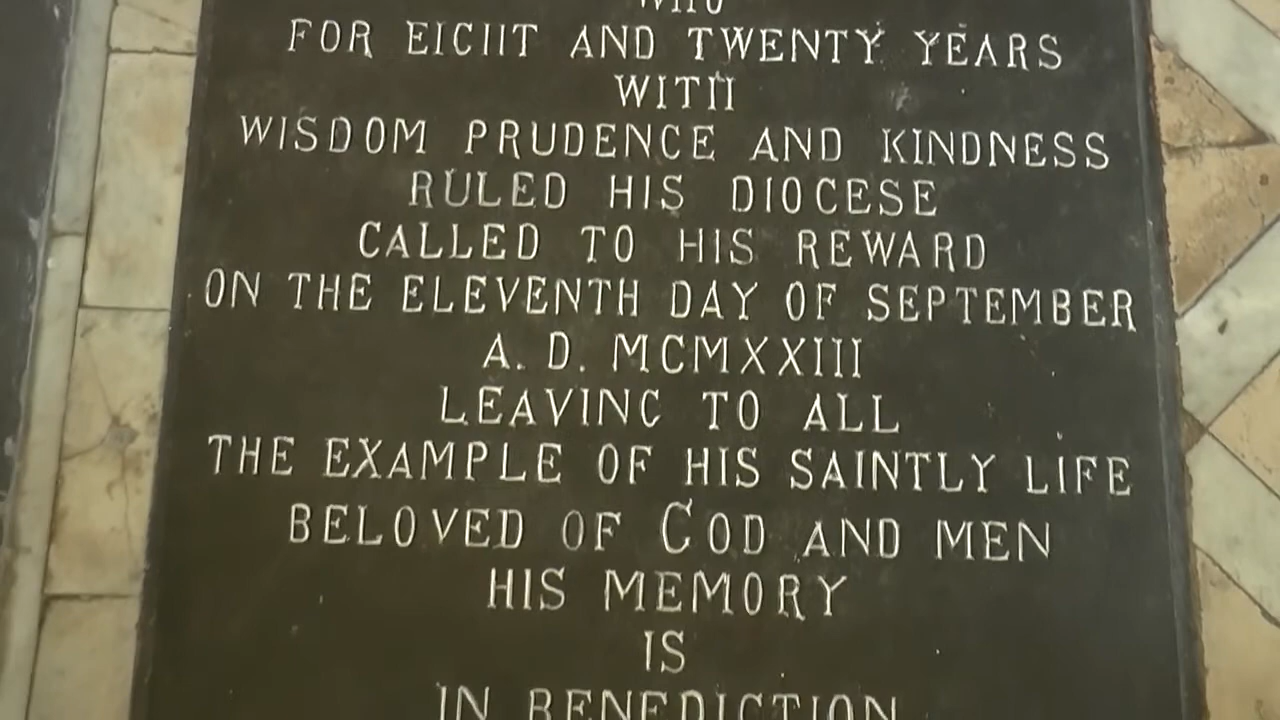 WHO
FOR EIGHT AND TWENTY YEARS
WITH
WISDOM PRUDENCE AND KINDNESS
RULED HIS DIOCESE
CALLED TO HIS REWARD
ON THE ELEVENTH DAY OF SEPTEMBER
A. D. MCMXXIII
LEAVING TO ALL
THE EXAMPLE OF HIS SAINTLY LIFE
BELOVED OF GOD AND MEN
HIS MEMORY
IS
IN BENEDICTION